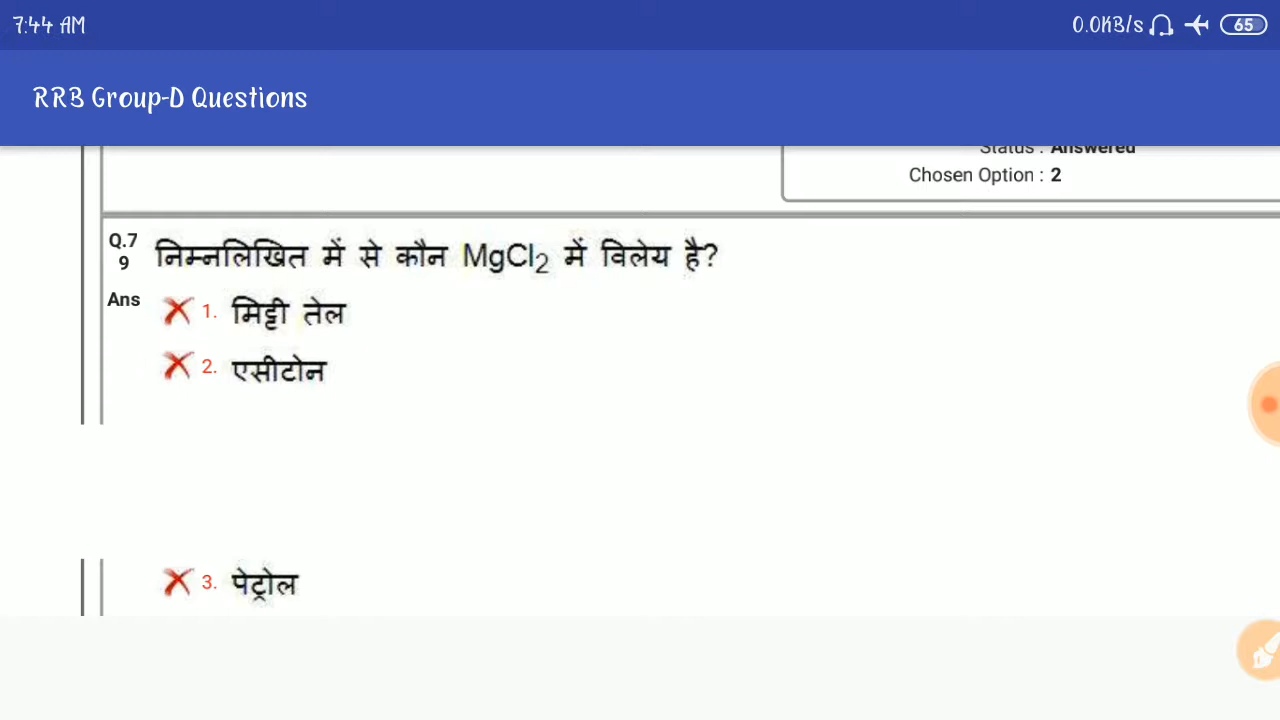 7:44 AM 0.0KB/s 65
RRB Group-D Questions
Status : Answered
Chosen Option : 2
Q.7 निम्नलिखित में से कौन MgCl₂ में विलेय है?
9
Ans 1. मिट्टी तेल
2. एसीटोन
3. पेट्रोल